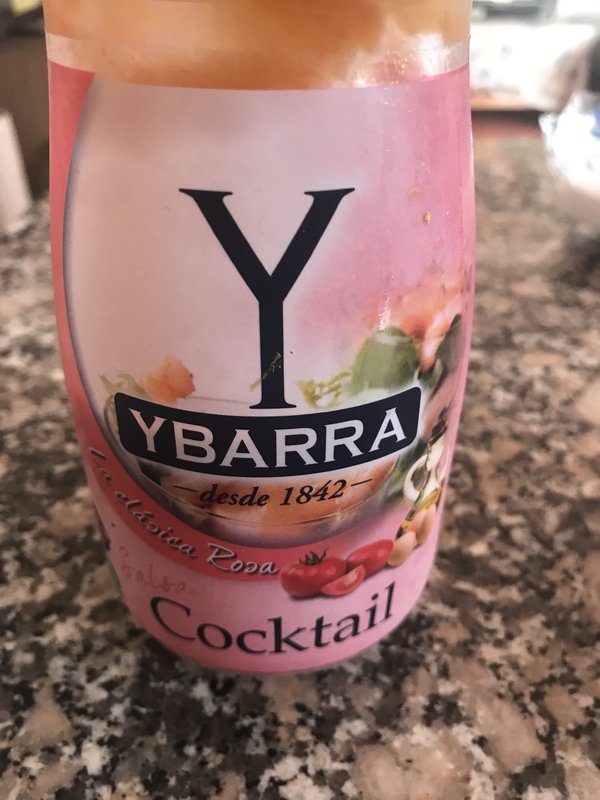 Y
YBARRA
desde 1842
La clásica Rosa
Salsa
Cocktail